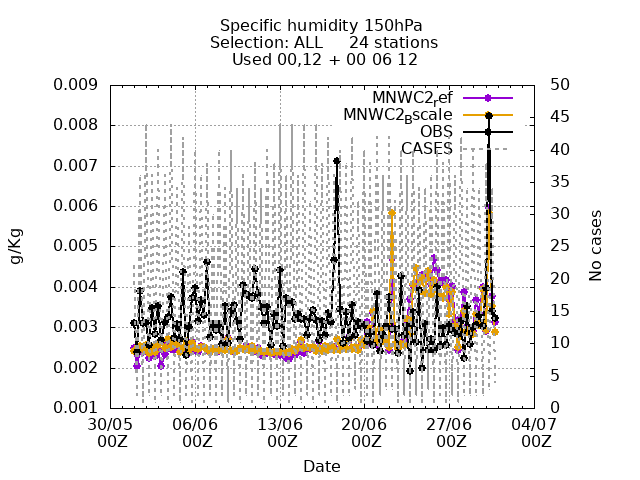 Specific humidity 150hPa
Selection: ALL 24 stations
Used 00,12 + 00 06 12
MNWC2ref
MNWC2Bscale
OBS
CASES
g/Kg
0.009
0.008
0.007
0.006
0.005
0.004
0.003
0.002
0.001
No cases
50
45
40
35
30
25
20
15
10
5
0
30/05 06/06 13/06 20/06 27/06 04/07
00Z 00Z 00Z 00Z 00Z 00Z
Date